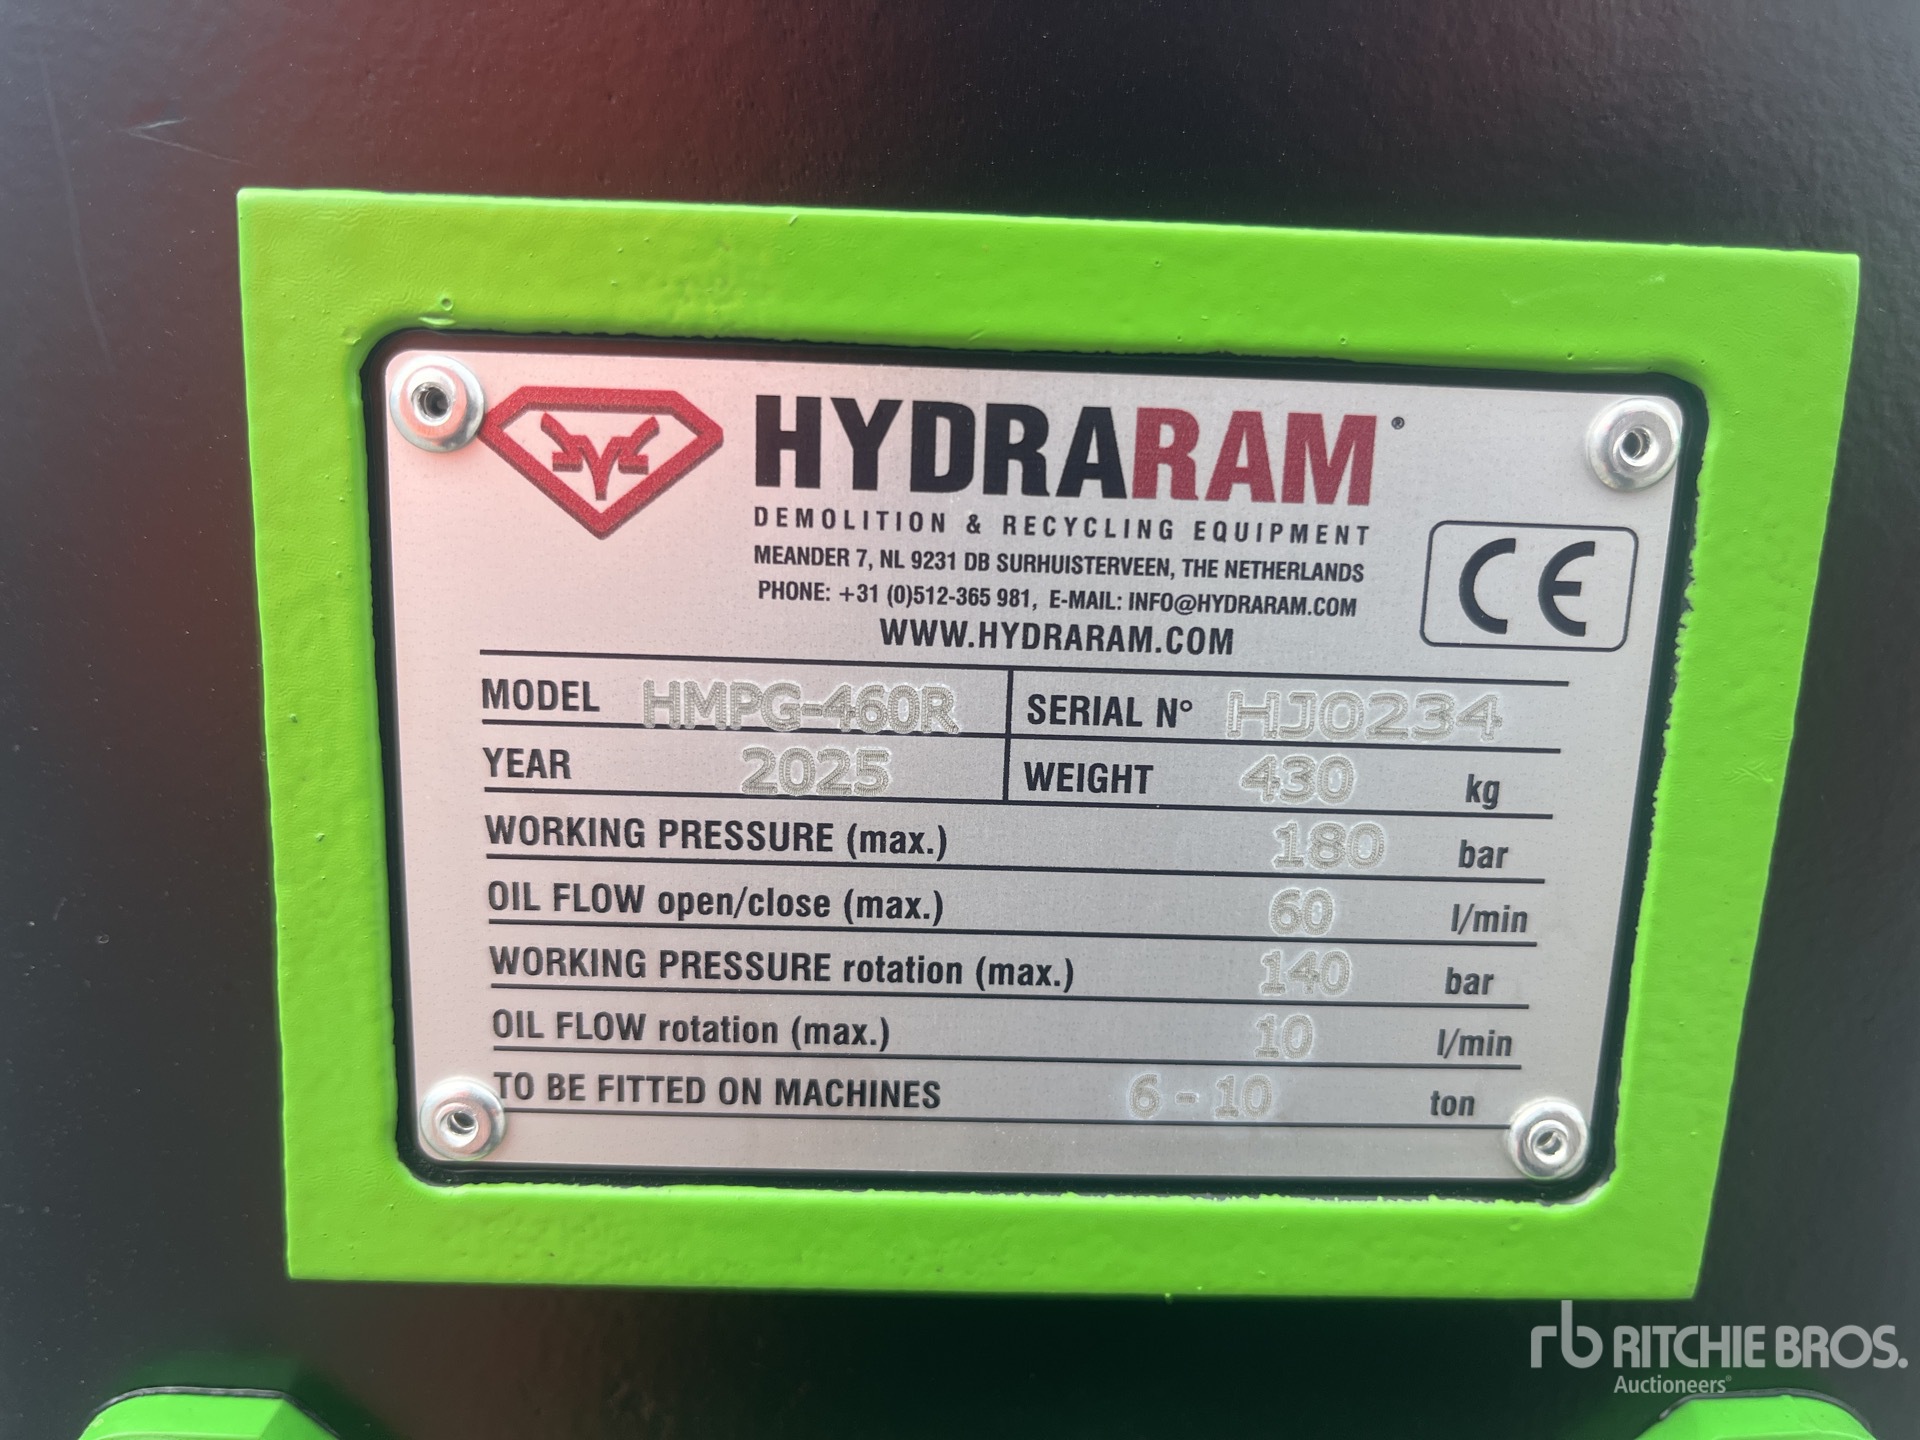 HYDRARAM®
DEMOLITION & RECYCLING EQUIPMENT
MEANDER 7, NL 9231 DB SURHUISTERVEEN, THE NETHERLANDS
PHONE: +31 (0)512-365 981, E-MAIL: INFO@HYDRARAM.COM
WWW.HYDRARAM.COM
CE
MODEL HMPG-460R SERIAL N° HJ0234
YEAR 2025 WEIGHT 430 kg
WORKING PRESSURE (max.) 180 bar
OIL FLOW open/close (max.) 60 l/min
WORKING PRESSURE rotation (max.) 140 bar
OIL FLOW rotation (max.) 10 l/min
TO BE FITTED ON MACHINES 6 - 10 ton
rb RITCHIE BROS.
Auctioneers®